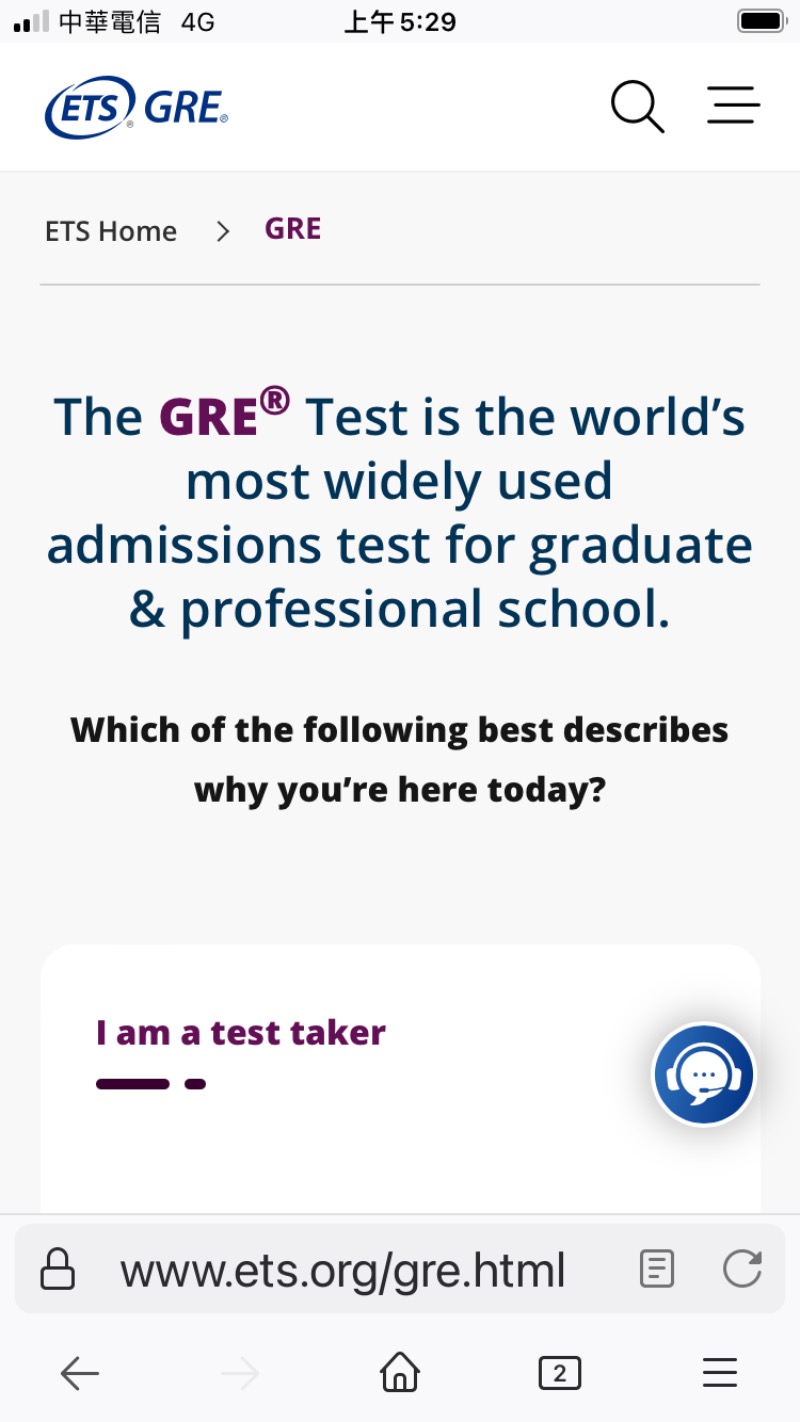 中華電信 4G 上午5:29
ETS® GRE®
ETS Home > GRE
The GRE® Test is the world’s
most widely used
admissions test for graduate
& professional school.
Which of the following best describes
why you’re here today?
I am a test taker
www.ets.org/gre.html
2